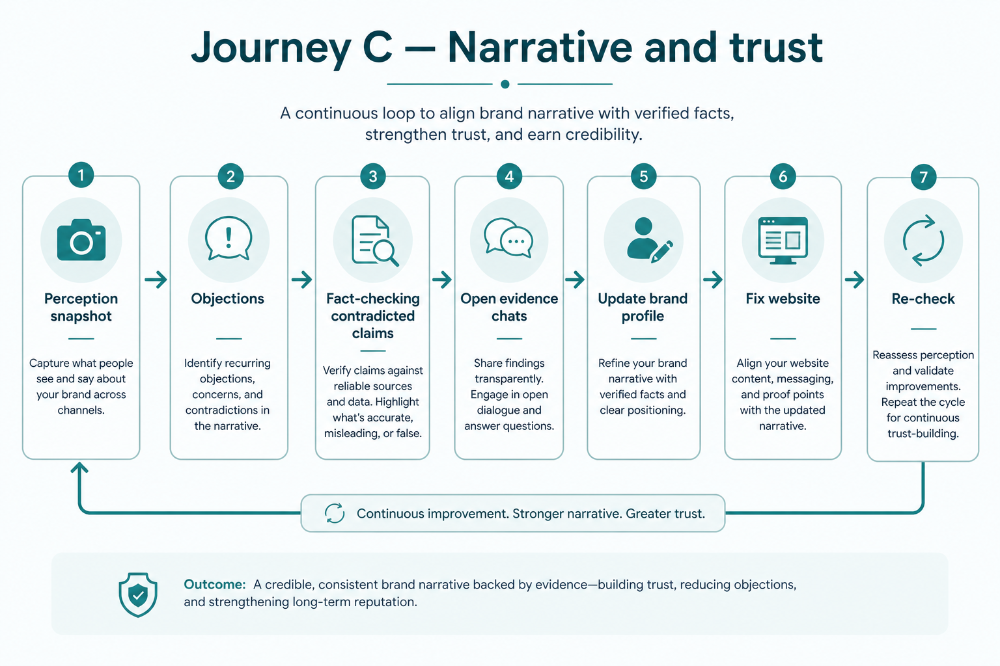 Journey C — Narrative and trust
A continuous loop to align brand narrative with verified facts,
strengthen trust, and earn credibility.
1
Perception
snapshot
Capture what people
see and say about
your brand across
channels.
2
Objections
Identify recurring
objections,
concerns, and
contradictions in
the narrative.
3
Fact-checking
contradicted
claims
Verify claims against
reliable sources
and data. Highlight
what's accurate,
misleading, or false.
4
Open evidence
chats
Share findings
transparently.
Engage in open
dialogue and
answer questions.
5
Update brand
profile
Refine your brand
narrative with
verified facts and
clear positioning.
6
Fix website
Align your website
content, messaging,
and proof points
with the updated
narrative.
7
Re-check
Reassess perception
and validate
improvements.
Repeat the cycle
for continuous
trust-building.
Continuous improvement. Stronger narrative. Greater trust.
Outcome: A credible, consistent brand narrative backed by evidence—building trust, reducing objections,
and strengthening long-term reputation.